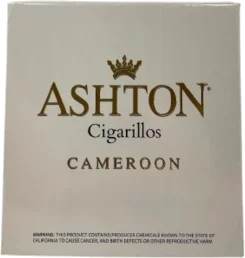 ASHTON®
Cigarillos
CAMEROON
WARNING: THIS PRODUCT CONTAINS/PRODUCES CHEMICALS KNOWN TO THE STATE OF
CALIFORNIA TO CAUSE CANCER, AND BIRTH DEFECTS OR OTHER REPRODUCTIVE HARM